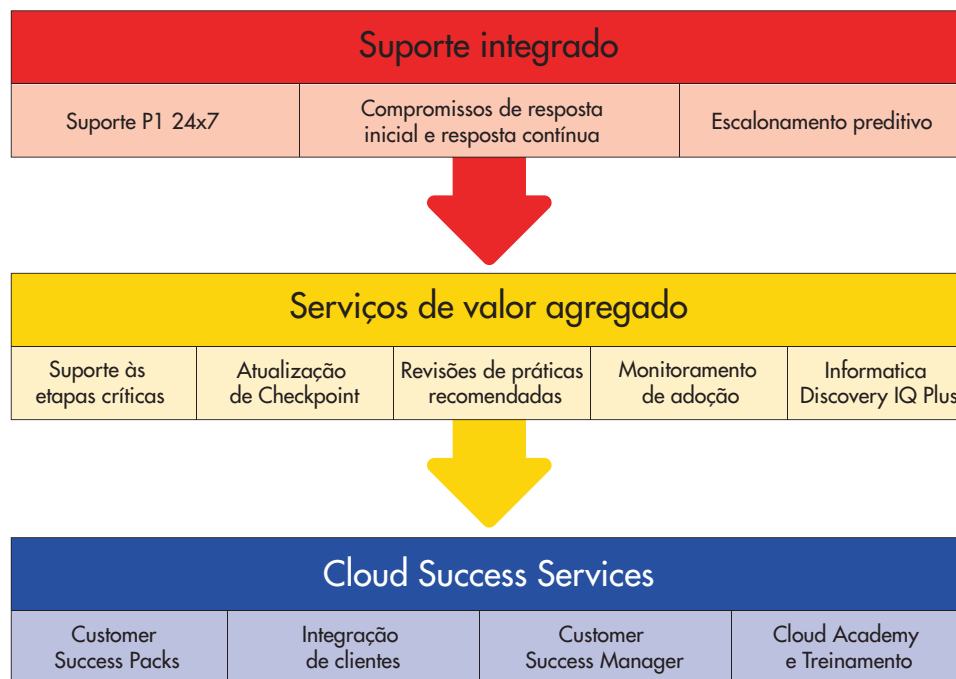 Suporte integrado
Suporte P1 24x7
Compromissos de resposta
inicial e resposta contínua
Escalonamento preditivo
Serviços de valor agregado
Suporte às
etapas críticas
Atualização
de Checkpoint
Revisões de práticas
recomendadas
Monitoramento
de adoção
Informatica
Discovery IQ Plus
Cloud Success Services
Customer
Success Packs
Integração
de clientes
Customer
Success Manager
Cloud Academy
e Treinamento